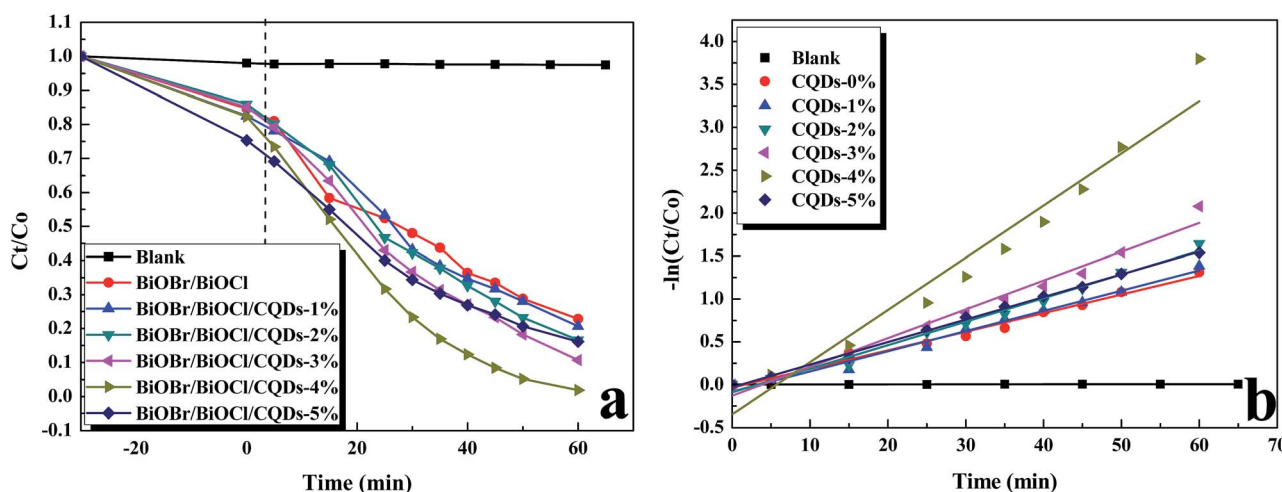 1.1
1.0
0.9
0.8
0.7
0.6
0.5
0.4
0.3
0.2
0.1
0.0
-0.1
Ct/Co
Blank
BiOBr/BiOCl
BiOBr/BiOCl/CQDs-1%
BiOBr/BiOCl/CQDs-2%
BiOBr/BiOCl/CQDs-3%
BiOBr/BiOCl/CQDs-4%
BiOBr/BiOCl/CQDs-5%
a
-20 0 20 40 60
Time (min)
4.0
3.5
3.0
2.5
2.0
1.5
1.0
0.5
0.0
-0.5
-ln(Ct/Co)
Blank
CQDs-0%
CQDs-1%
CQDs-2%
CQDs-3%
CQDs-4%
CQDs-5%
b
0 10 20 30 40 50 60 70
Time (min)